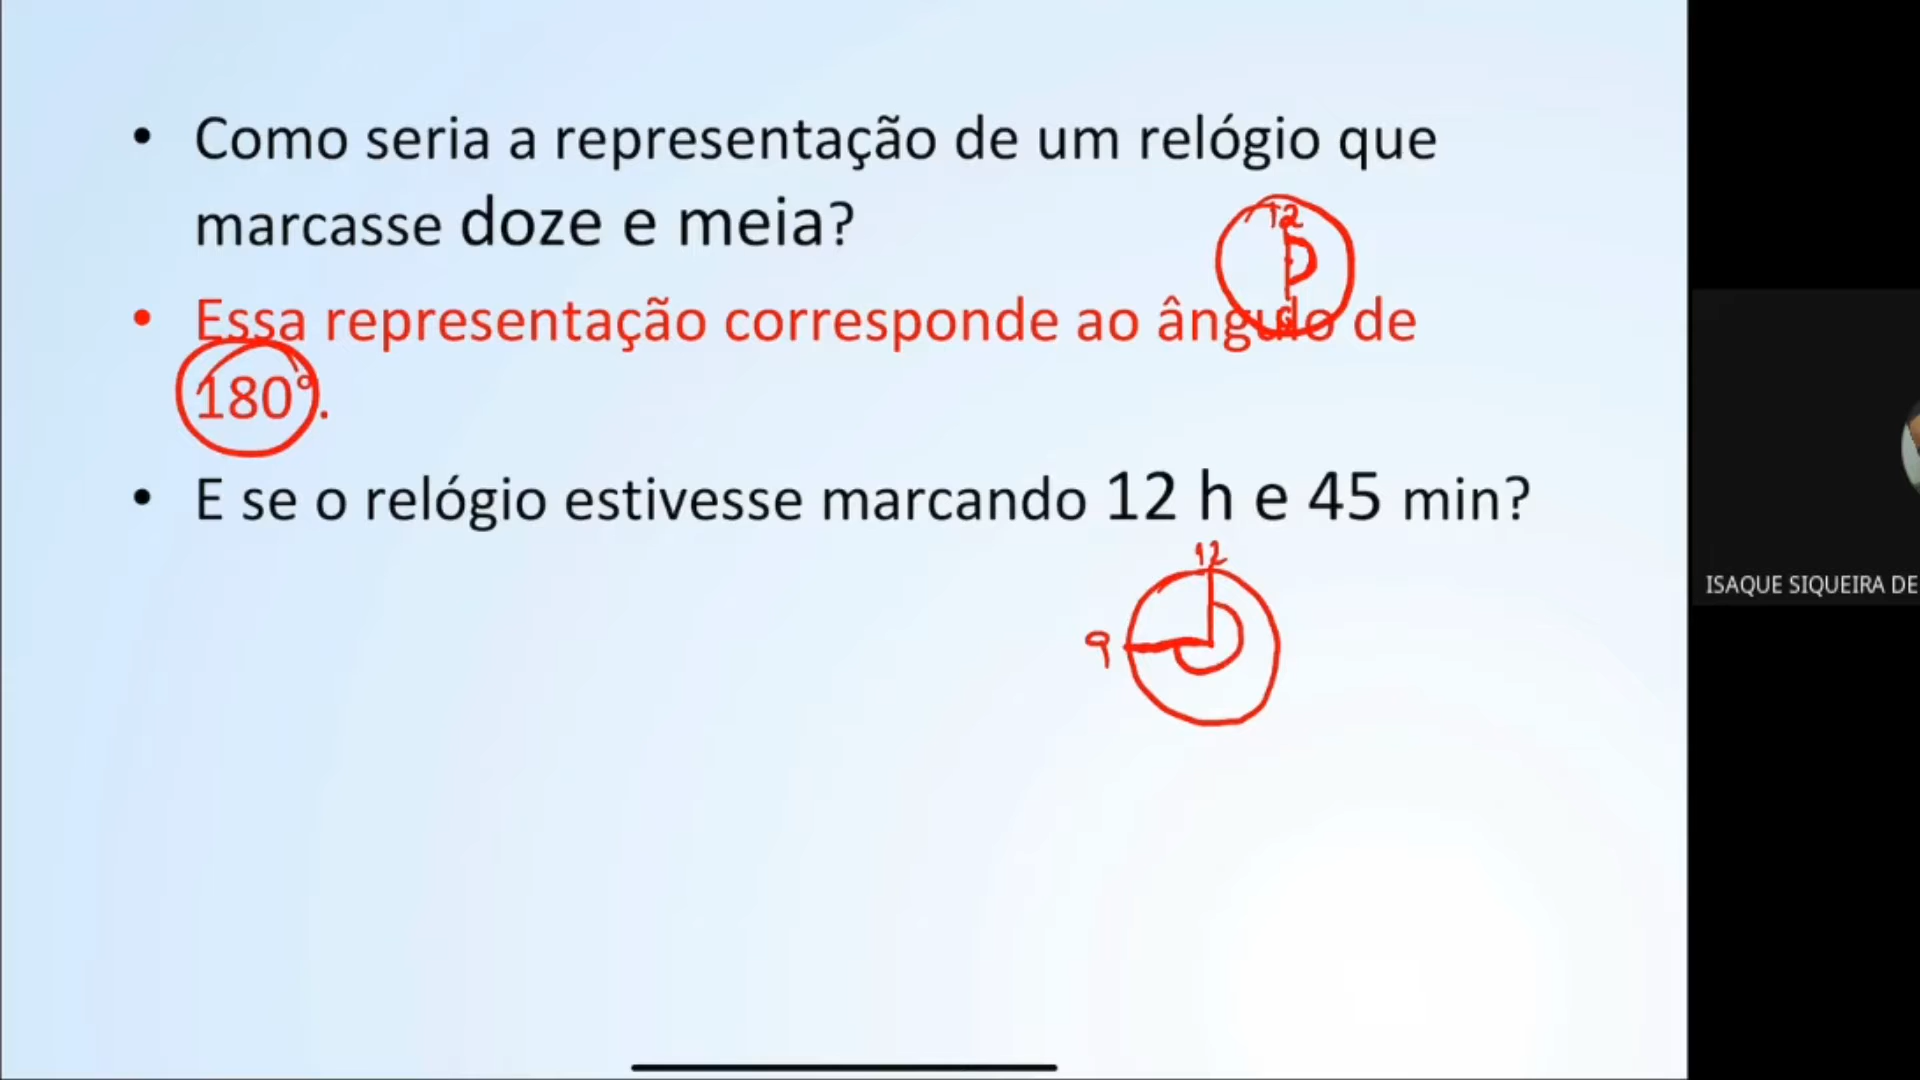 • Como seria a representação de um relógio que
marcasse doze e meia?
12
6
• Essa representação corresponde ao ângulo de
180°.
• E se o relógio estivesse marcando 12 h e 45 min?
12
9
ISAQUE SIQUEIRA DE